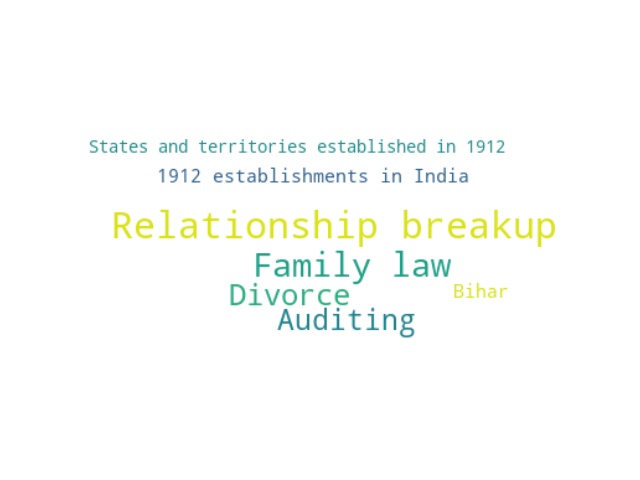 States and territories established in 1912
1912 establishments in India
Relationship breakup
Family law
Divorce
Bihar
Auditing